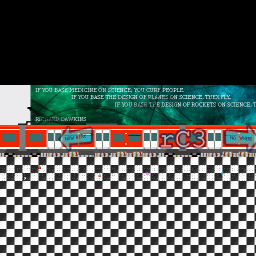 IF YOU BASE MEDICINE ON SCIENCE, YOU CURE PEOPLE.
IF YOU BASE THE DESIGN OF PLANES ON SCIENCE, THEY FLY.
IF YOU BASE THE DESIGN OF ROCKETS ON SCIENCE, T
RICHARD DAWKINS
rC3